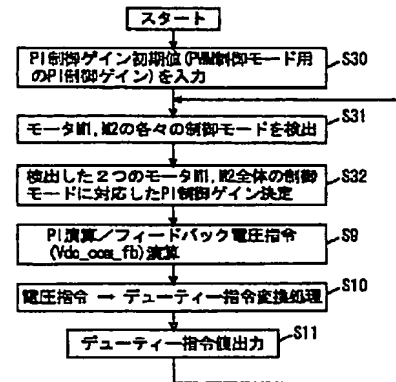 スタート
PI制御ゲイン初期値(PWM制御モード用
のPI制御ゲイン)を入力
S30
S31
モータM1,M2の各々の制御モードを検出
検出した2つのモータM1,M2全体の制御
モードに対応したPI制御ゲイン決定
S32
PI演算/フィードバック電圧指令
(Vdc_com_fb)演算
S9
電圧指令 → デューティー指令変換処理
S10
デューティー指令値出力
S11